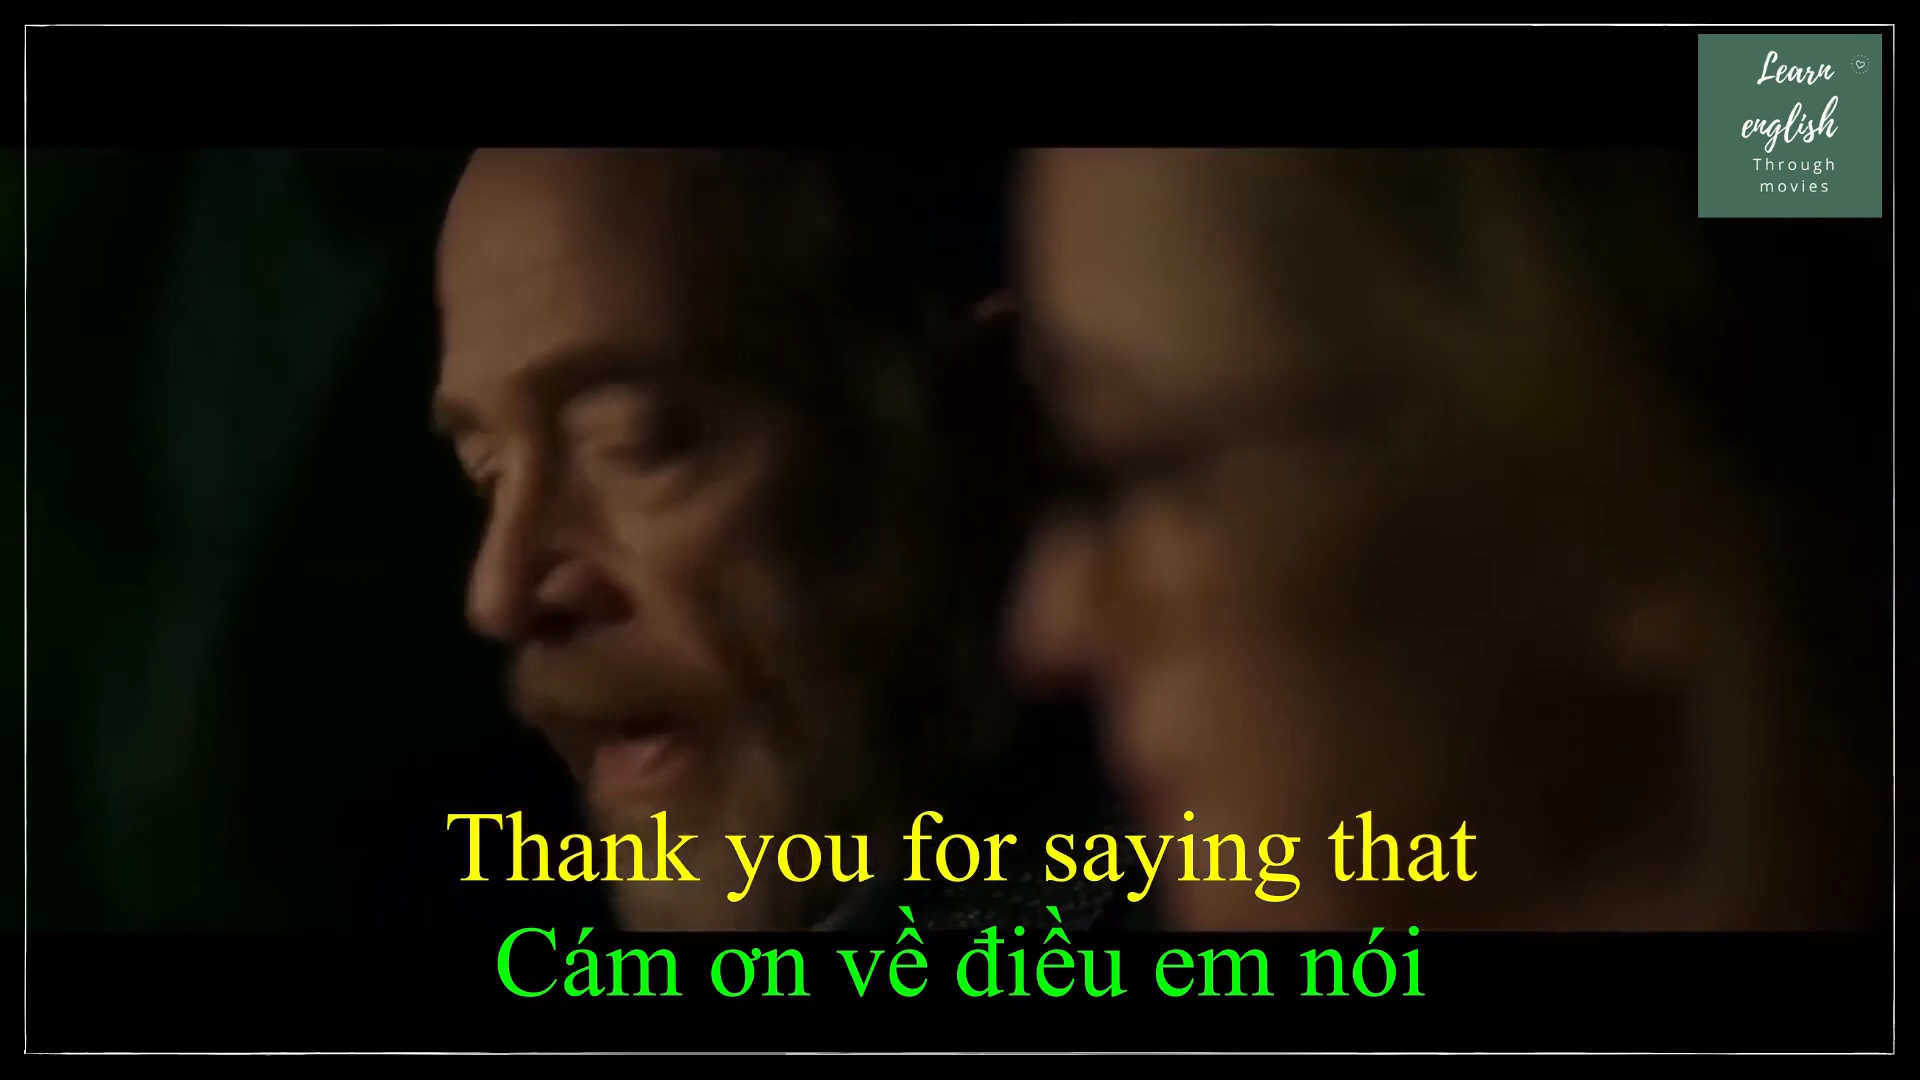 Learn
english
Through
movies
Thank you for saying that
Cám ơn về điều em nói